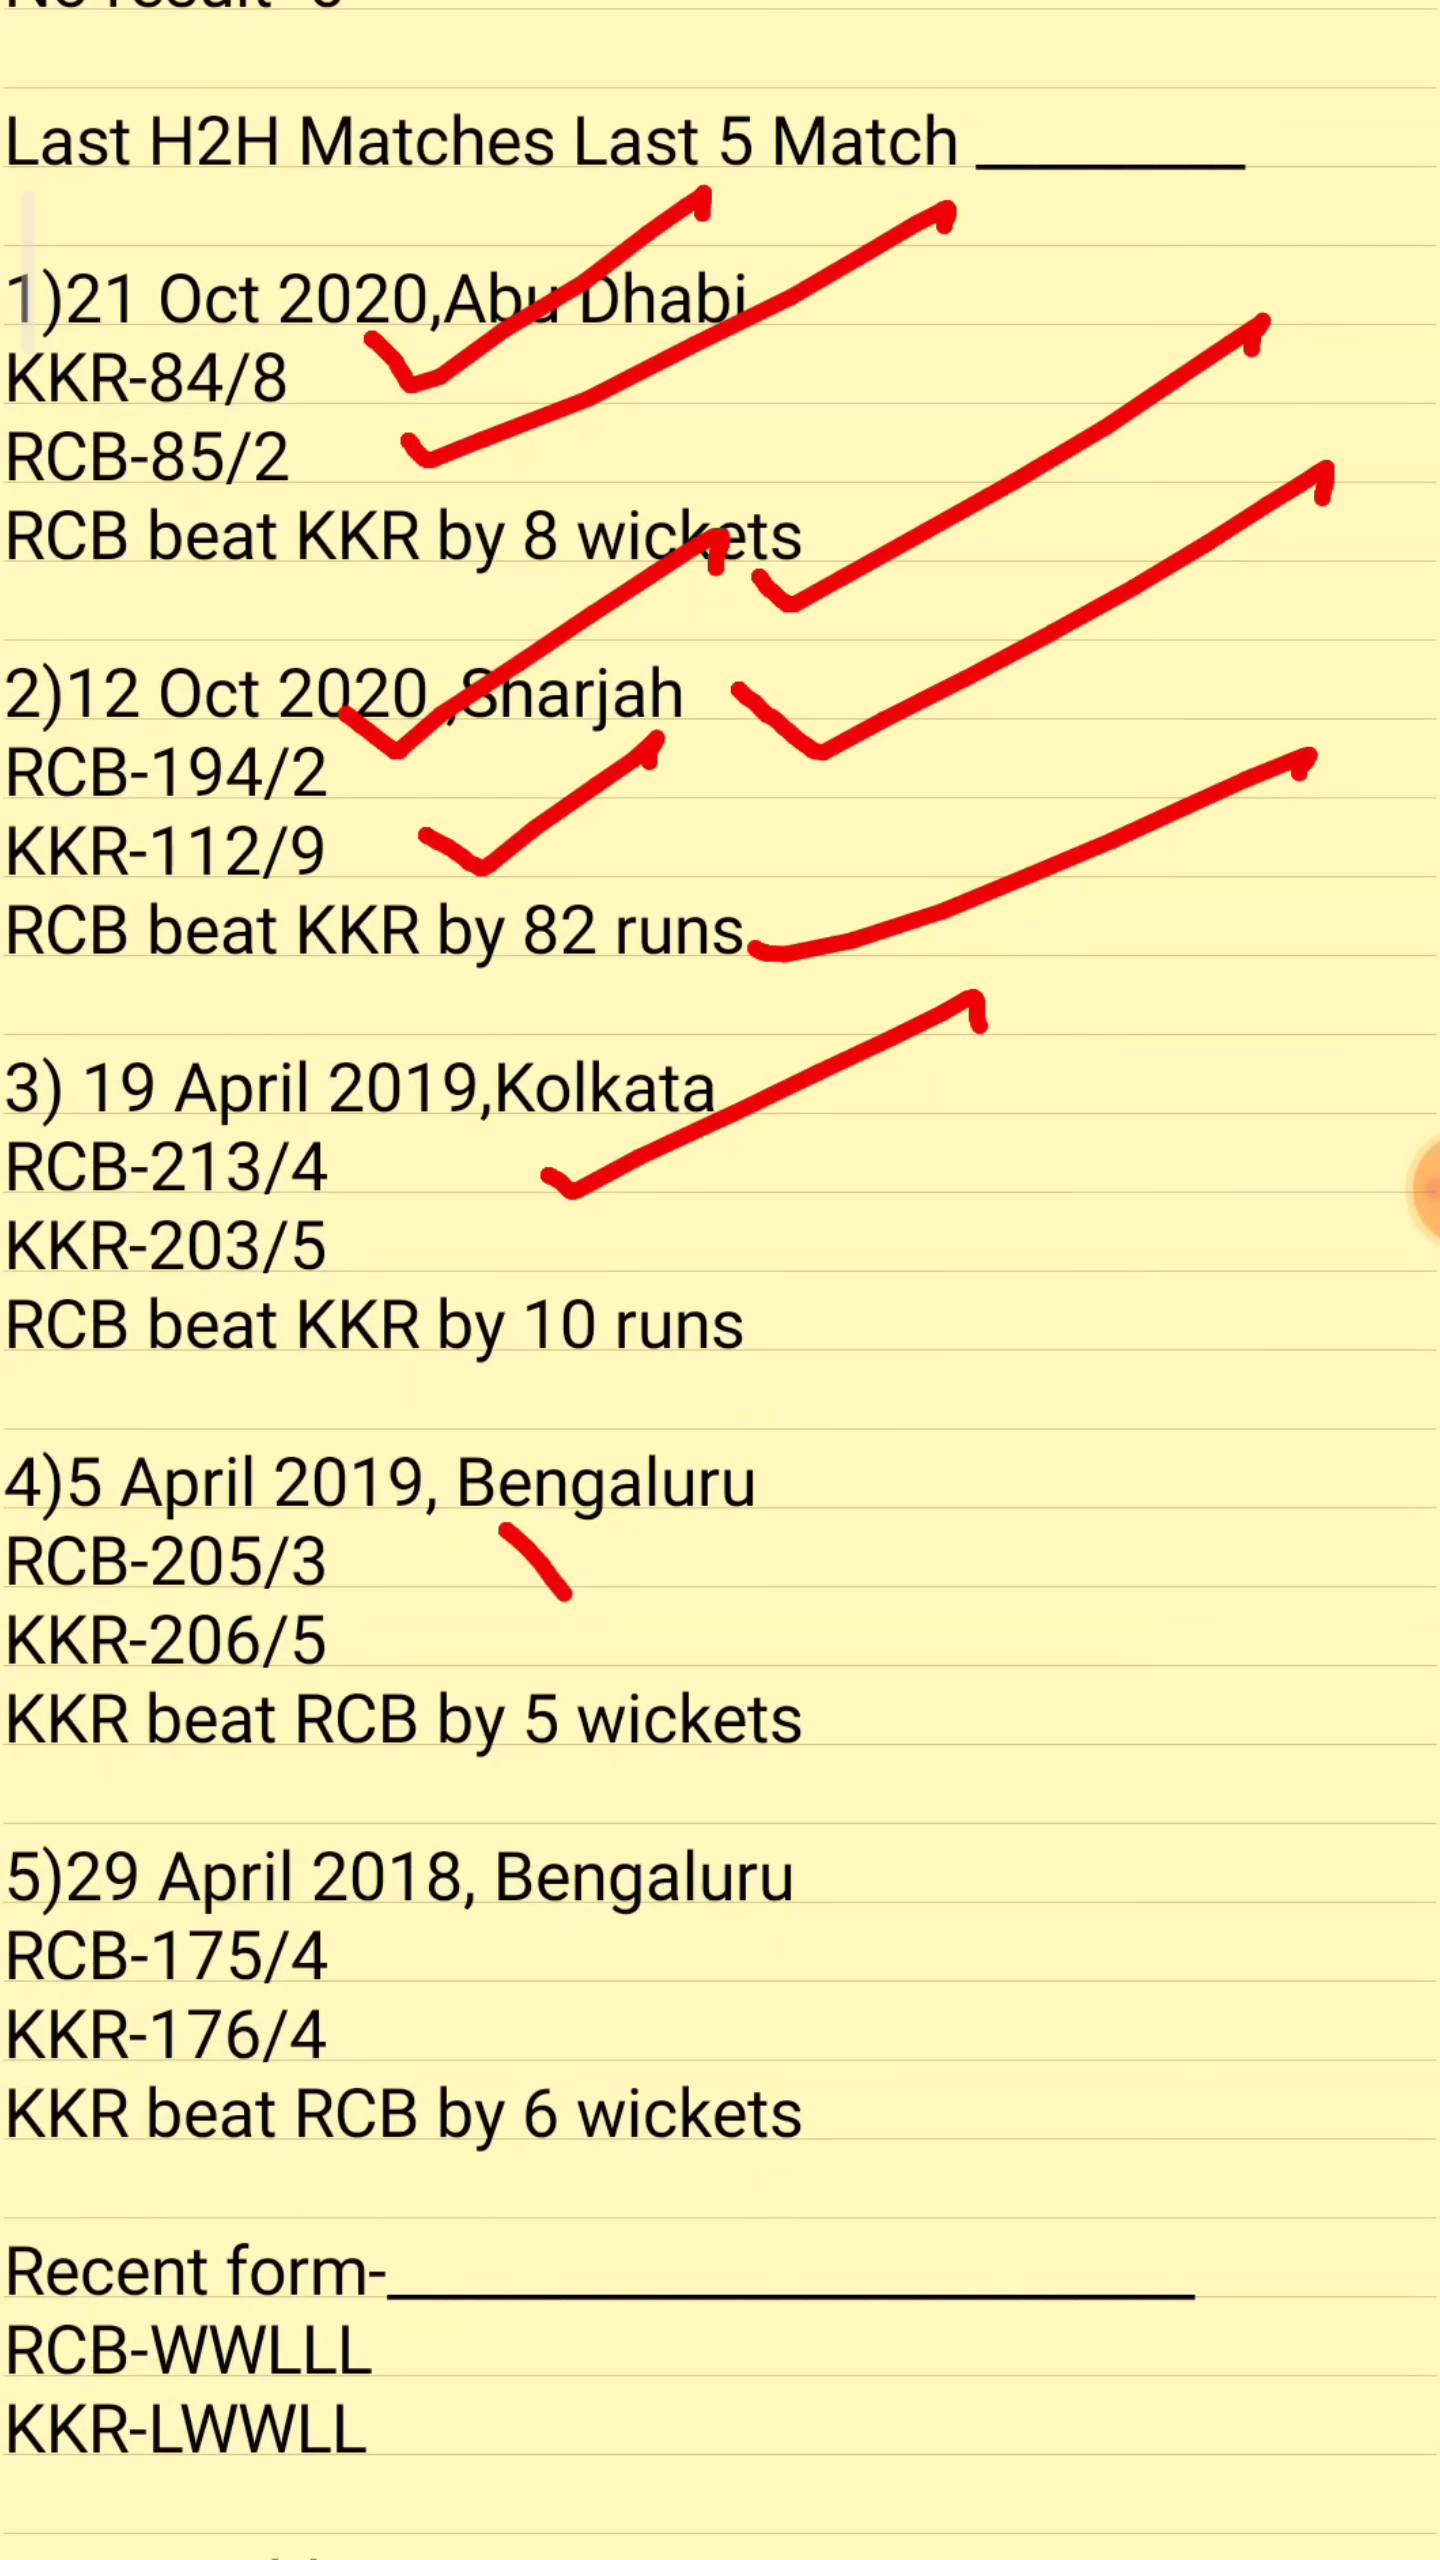 Last H2H Matches Last 5 Match _______
1)21 Oct 2020,Abu Dhabi
KKR-84/8
RCB-85/2
RCB beat KKR by 8 wickets
2)12 Oct 2020 ,Sharjah
RCB-194/2
KKR-112/9
RCB beat KKR by 82 runs
3) 19 April 2019,Kolkata
RCB-213/4
KKR-203/5
RCB beat KKR by 10 runs
4)5 April 2019, Bengaluru
RCB-205/3
KKR-206/5
KKR beat RCB by 5 wickets
5)29 April 2018, Bengaluru
RCB-175/4
KKR-176/4
KKR beat RCB by 6 wickets
Recent form-_____________________
RCB-WWLLL
KKR-LWWLL